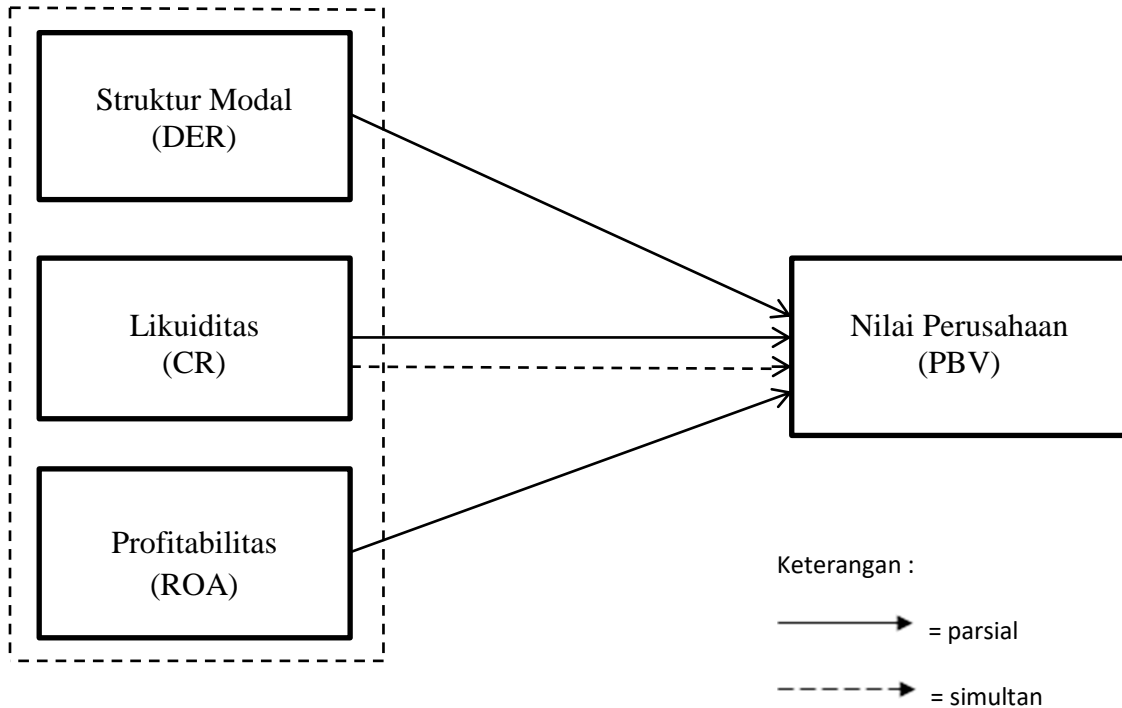 Struktur Modal
(DER)
Likuiditas
(CR)
Profitabilitas
(ROA)
Nilai Perusahaan
(PBV)
Keterangan :
= parsial
= simultan